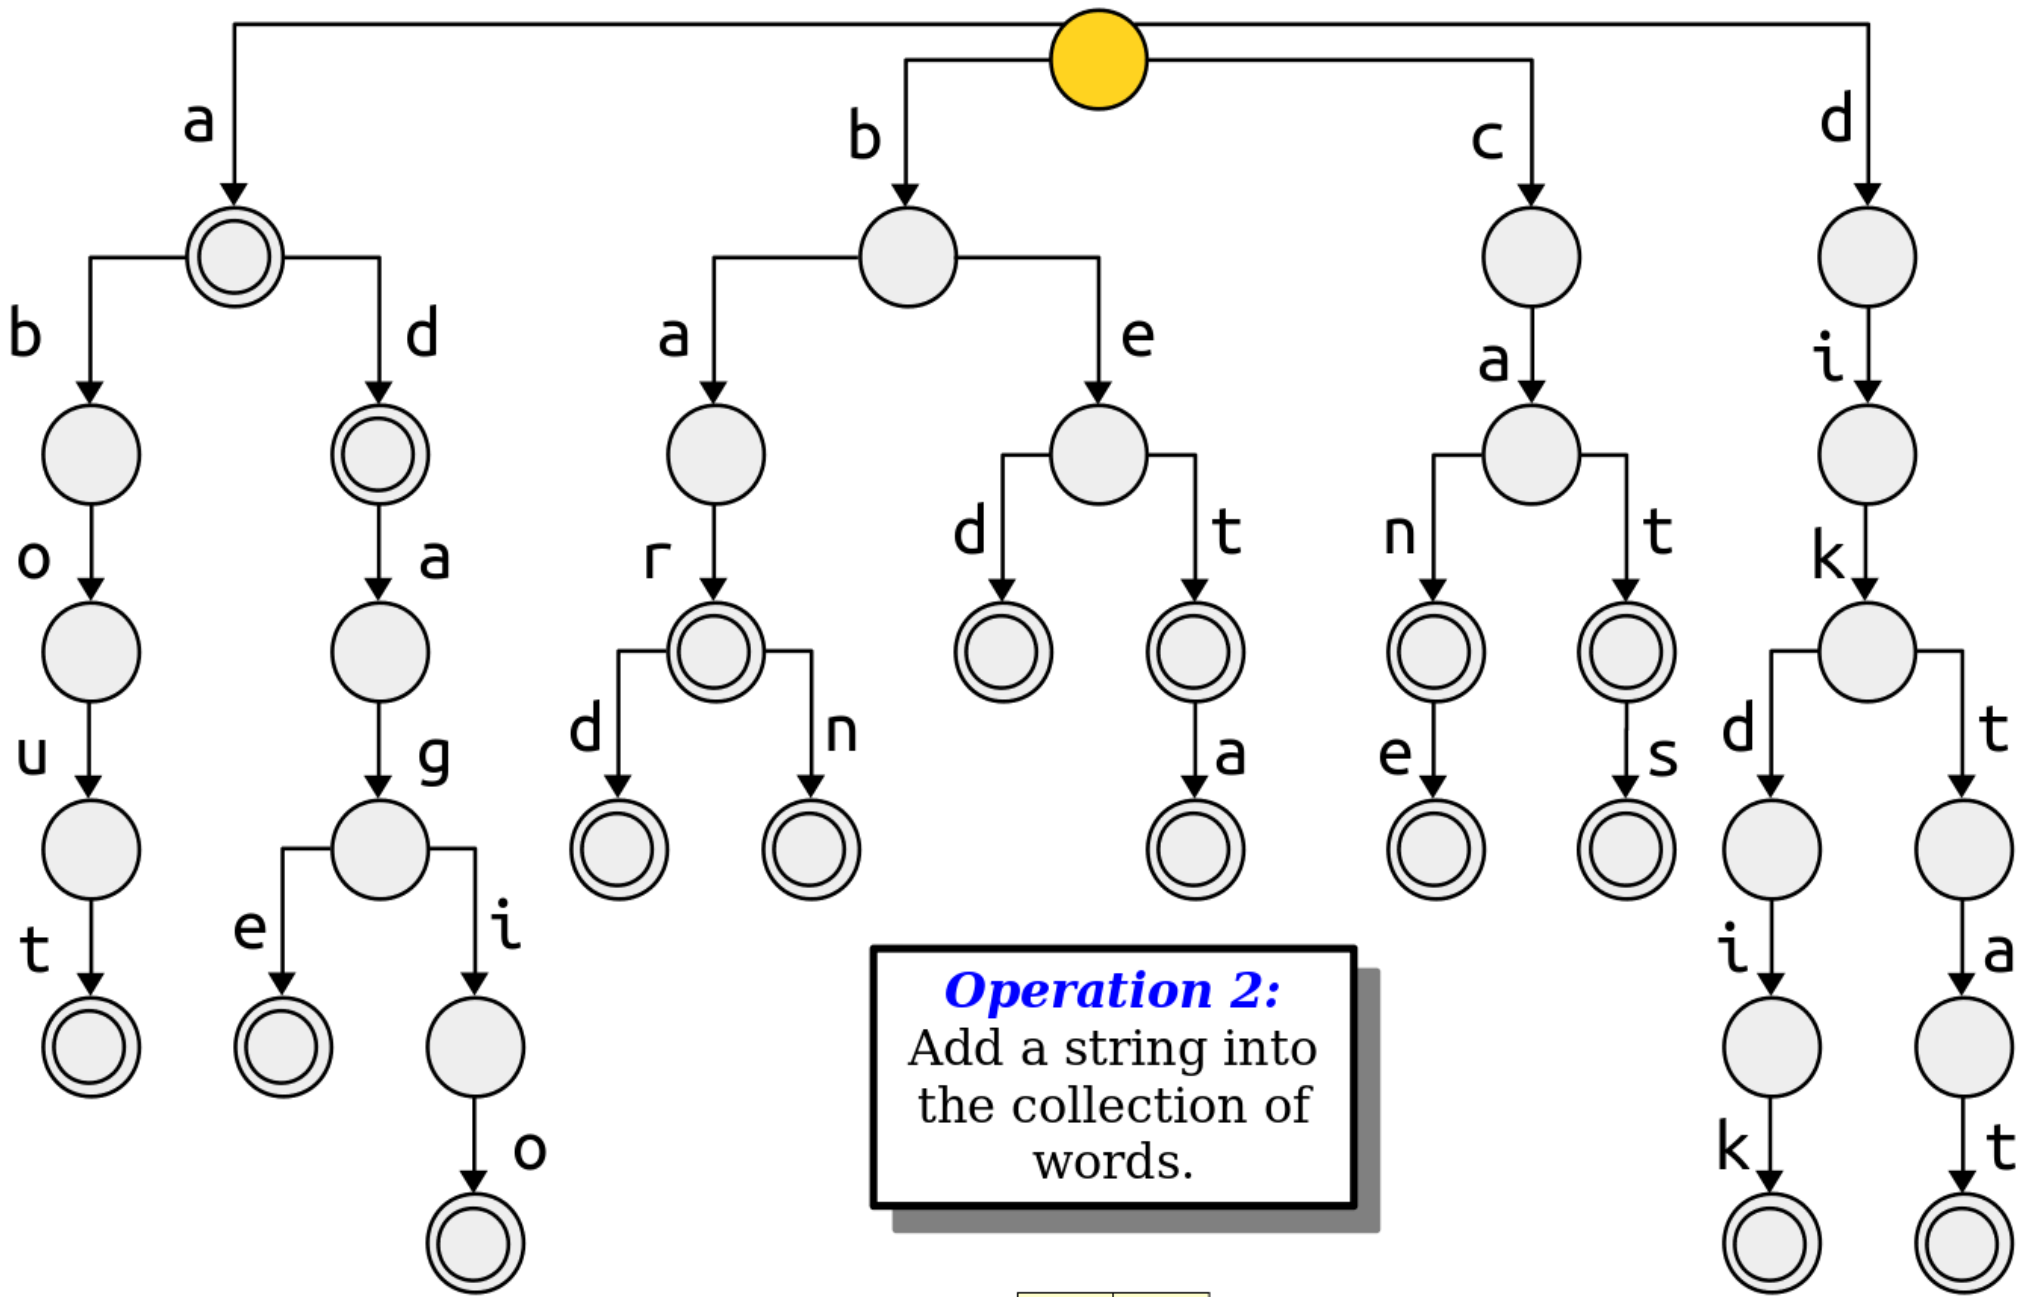 a
b
c
d
b
d
a
e
a
i
o
a
r
d
t
n
t
k
u
g
d
n
a
e
s
d
t
t
e
i
i
a
Operation 2:
Add a string into
the collection of
words.
o
k
t